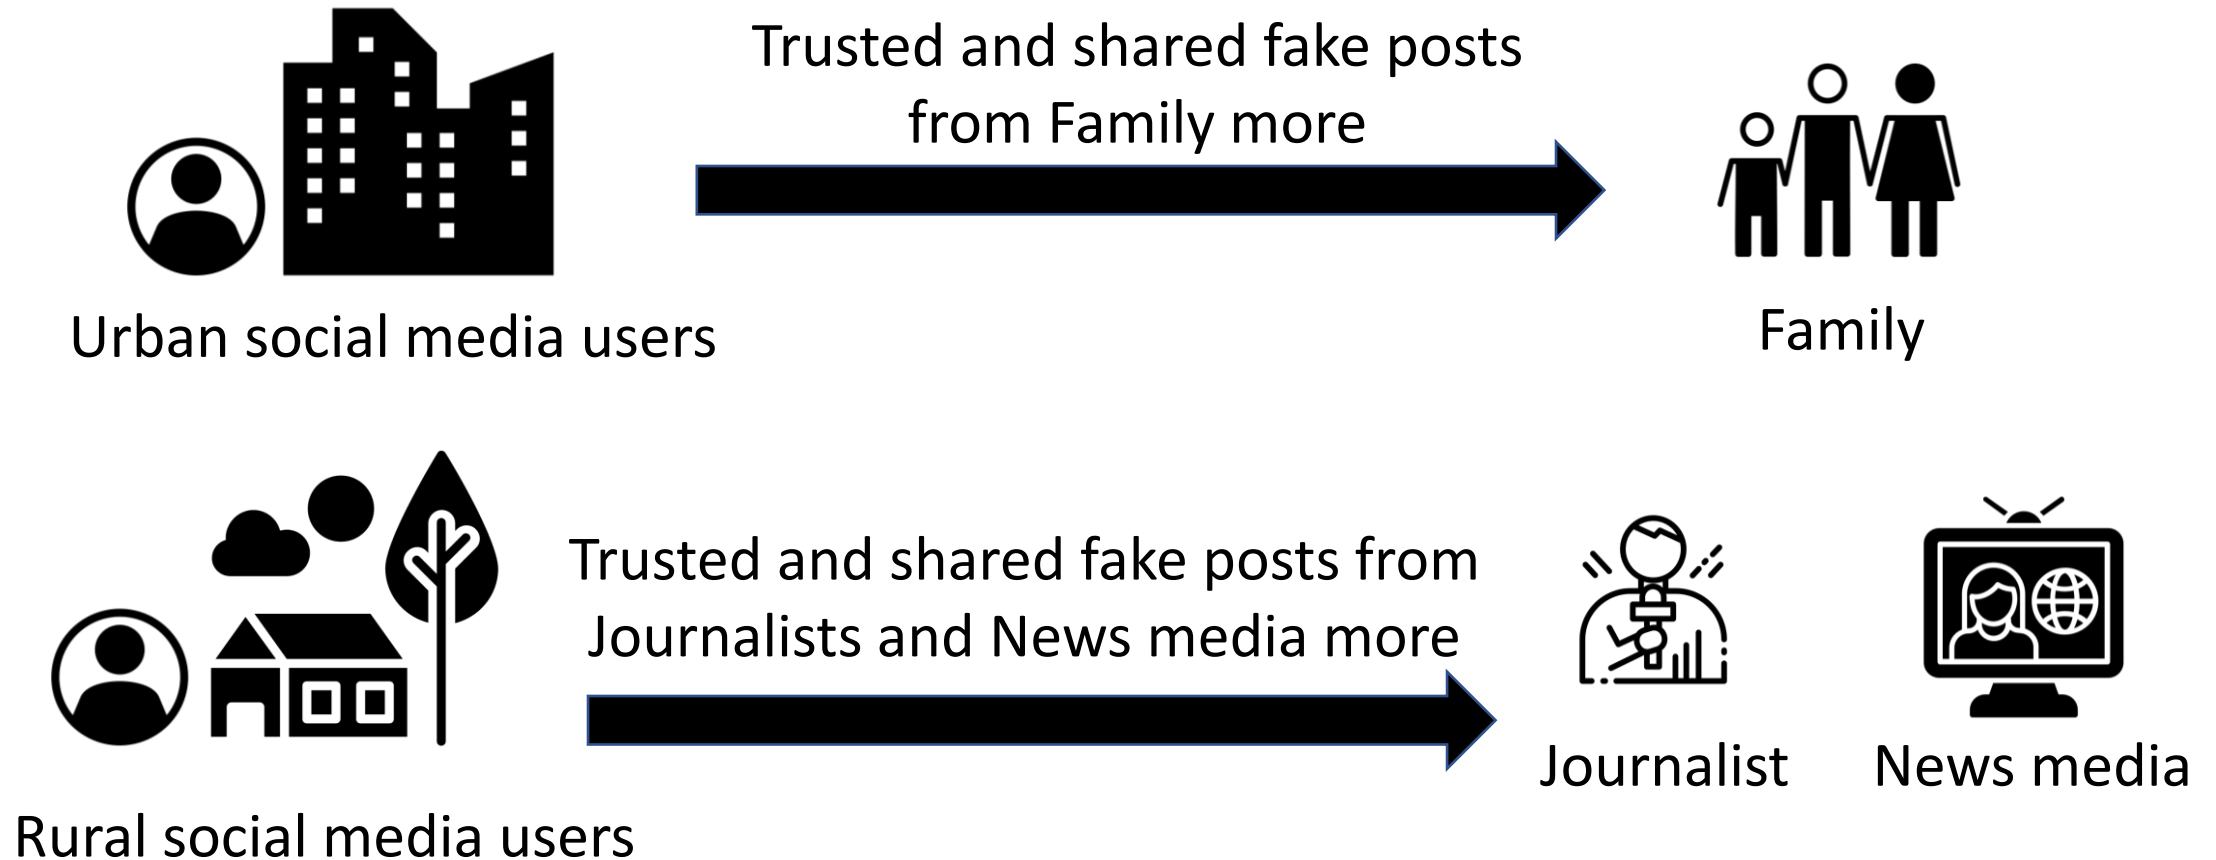 Trusted and shared fake posts
from Family more
Urban social media users
Family
Trusted and shared fake posts from
Journalists and News media more
Journalist
News media
Rural social media users